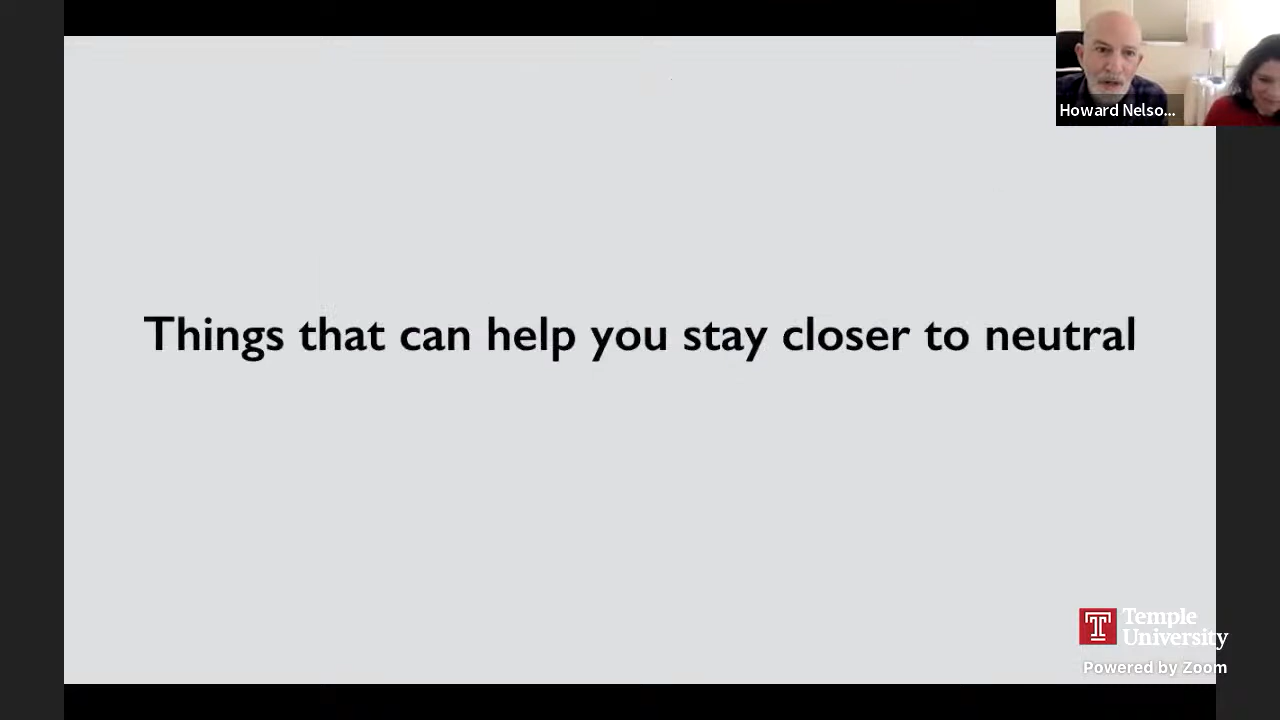 Howard Nelso...
Things that can help you stay closer to neutral
T Temple
University
Powered by Zoom